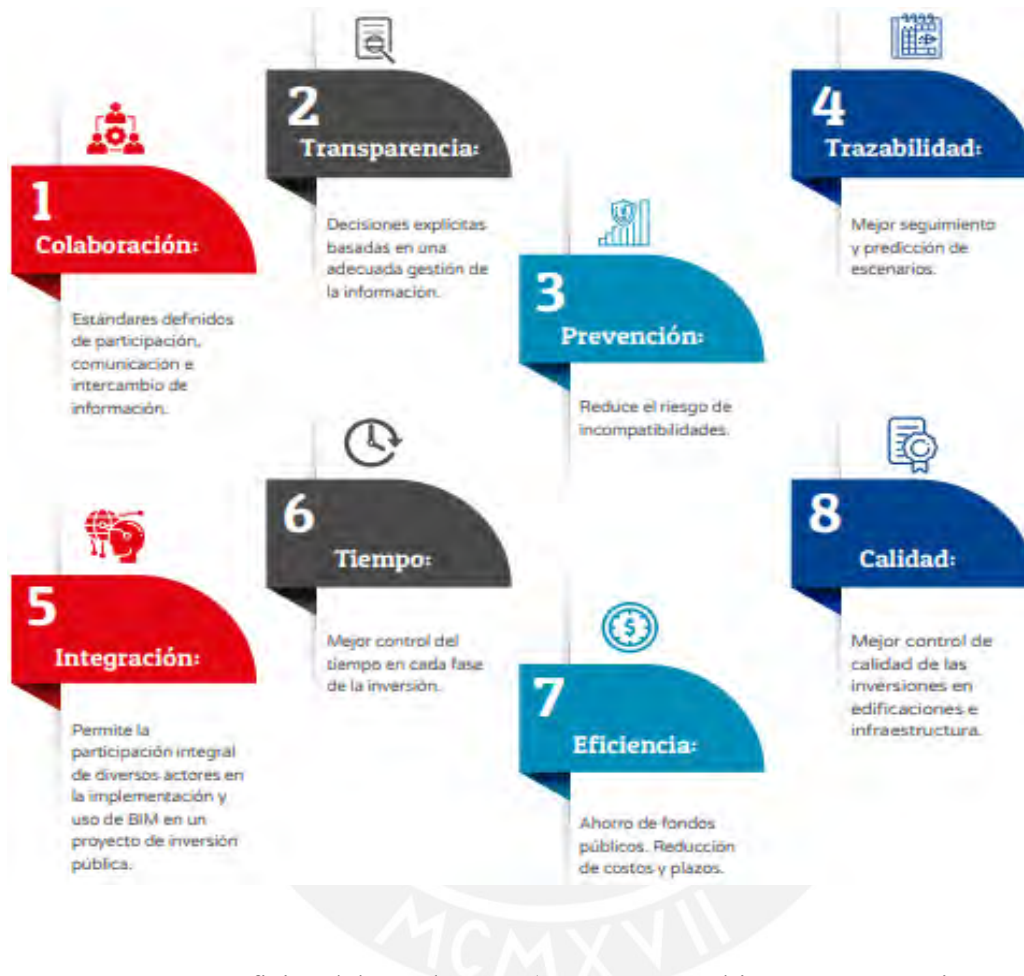 1
Colaboración:
Estándares definidos
de participación,
comunicación e
intercambio de
información.
2
Transparencia:
Decisiones explícitas
basadas en una
adecuada gestión de
la información.
3
Prevención:
Reduce el riesgo de
incompatibilidades.
4
Trazabilidad:
Mejor seguimiento
y predicción de
escenarios.
5
Integración:
Permite la
participación integral
de diversos actores en
la implementación y
uso de BIM en un
proyecto de inversión
pública.
6
Tiempo:
Mejor control del
tiempo en cada fase
de la inversión.
7
Eficiencia:
Ahorro de fondos
públicos. Reducción
de costos y plazos.
8
Calidad:
Mejor control de
calidad de las
inversiones en
edificaciones e
infraestructura.
MCMXVII